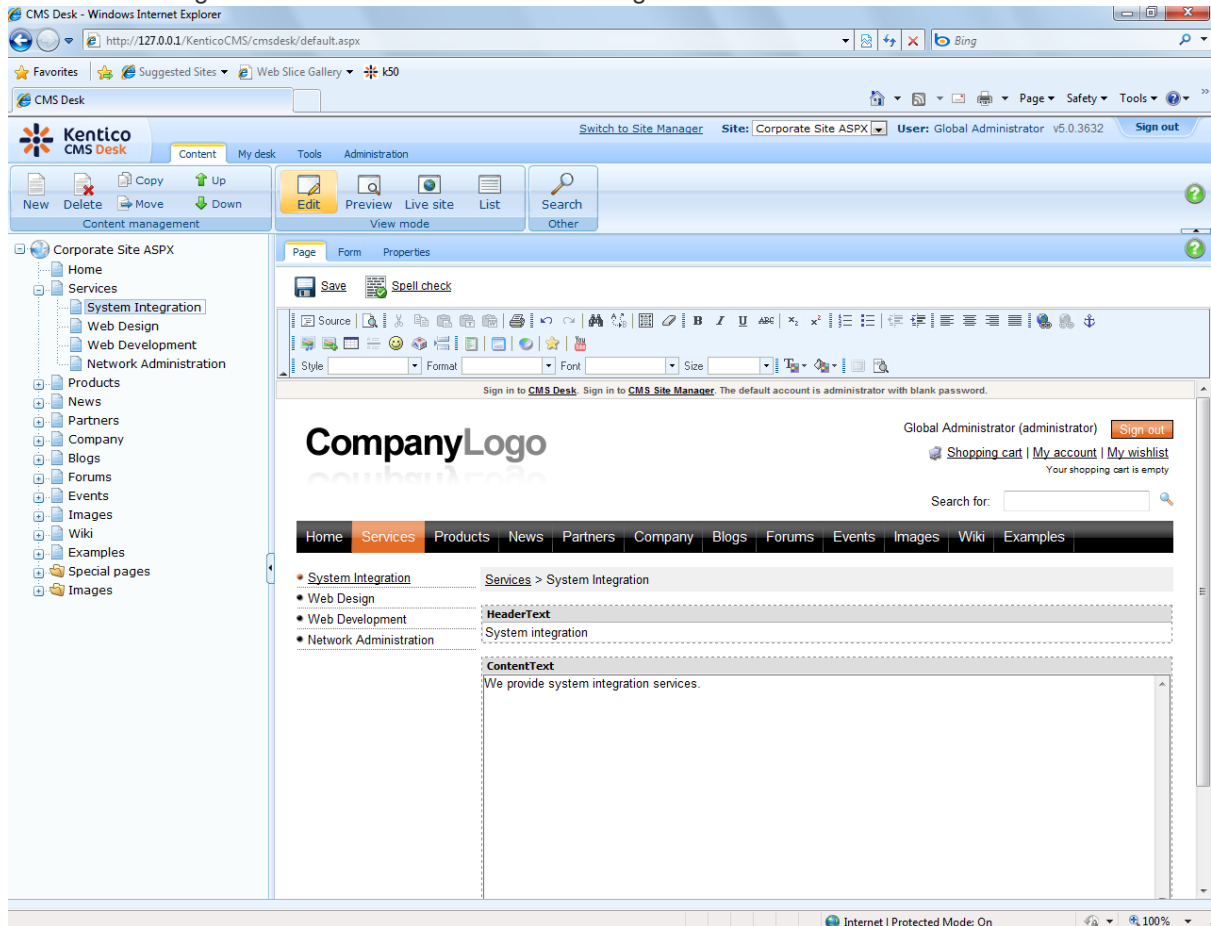 CMS Desk - Windows Internet Explorer
http://127.0.0.1/KenticoCMS/cmsdesk/default.aspx
Bing
Favorites Suggested Sites Web Slice Gallery k50
CMS Desk
Page Safety Tools
Kentico
CMS Desk
Switch to Site Manager Site: Corporate Site ASPX User: Global Administrator v5.0.3632 Sign out
Content My desk Tools Administration
New Delete Copy Move Up Down
Content management
Edit Preview Live site List
View mode
Search
Other
Corporate Site ASPX
Home
Services
System Integration
Web Design
Web Development
Network Administration
Products
News
Partners
Company
Blogs
Forums
Events
Images
Wiki
Examples
Special pages
Images
Page Form Properties
Save Spell check
Source B I U ABC x₂ x²
Style Format Font Size
Sign in to CMS Desk. Sign in to CMS Site Manager. The default account is administrator with blank password.
CompanyLogo
Global Administrator (administrator) Sign out
Shopping cart | My account | My wishlist
Your shopping cart is empty
Search for:
Home Services Products News Partners Company Blogs Forums Events Images Wiki Examples
System Integration
Web Design
Web Development
Network Administration
Services > System Integration
HeaderText
System integration
ContentText
We provide system integration services.
Internet | Protected Mode: On 100%